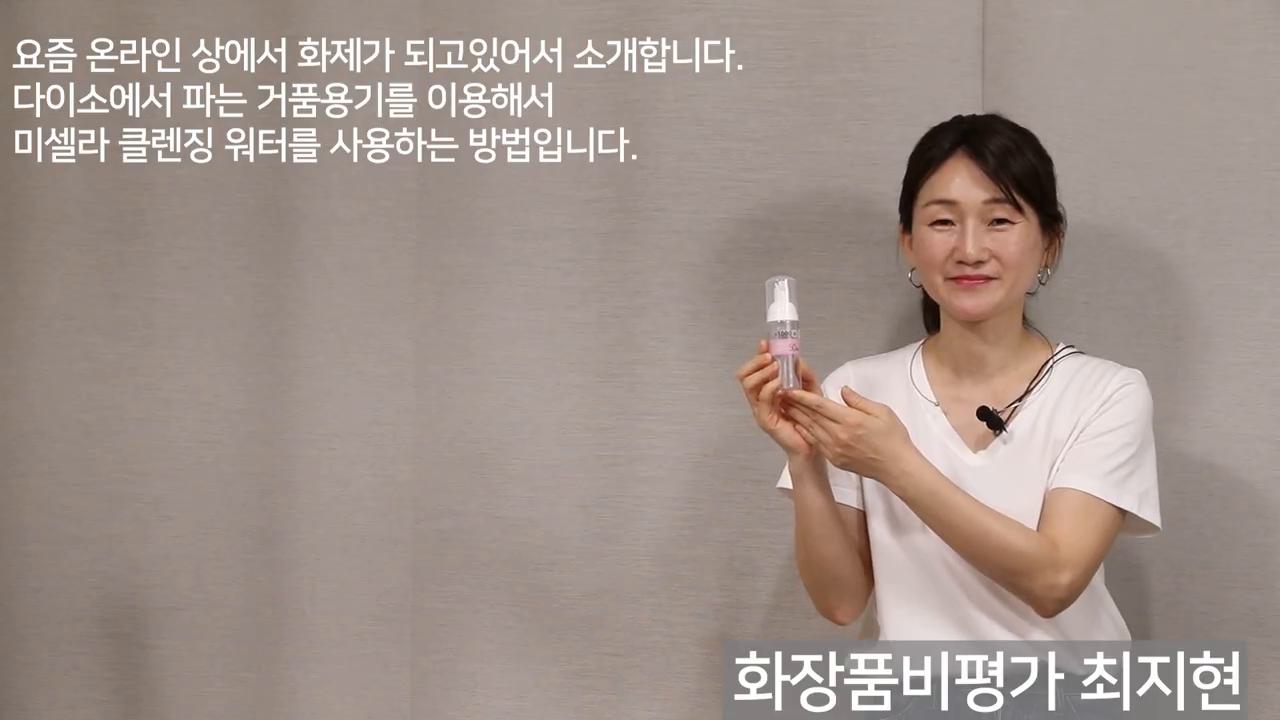 요즘 온라인 상에서 화제가 되고있어서 소개합니다.
다이소에서 파는 거품용기를 이용해서
미셀라 클렌징 워터를 사용하는 방법입니다.
화장품비평가 최지현